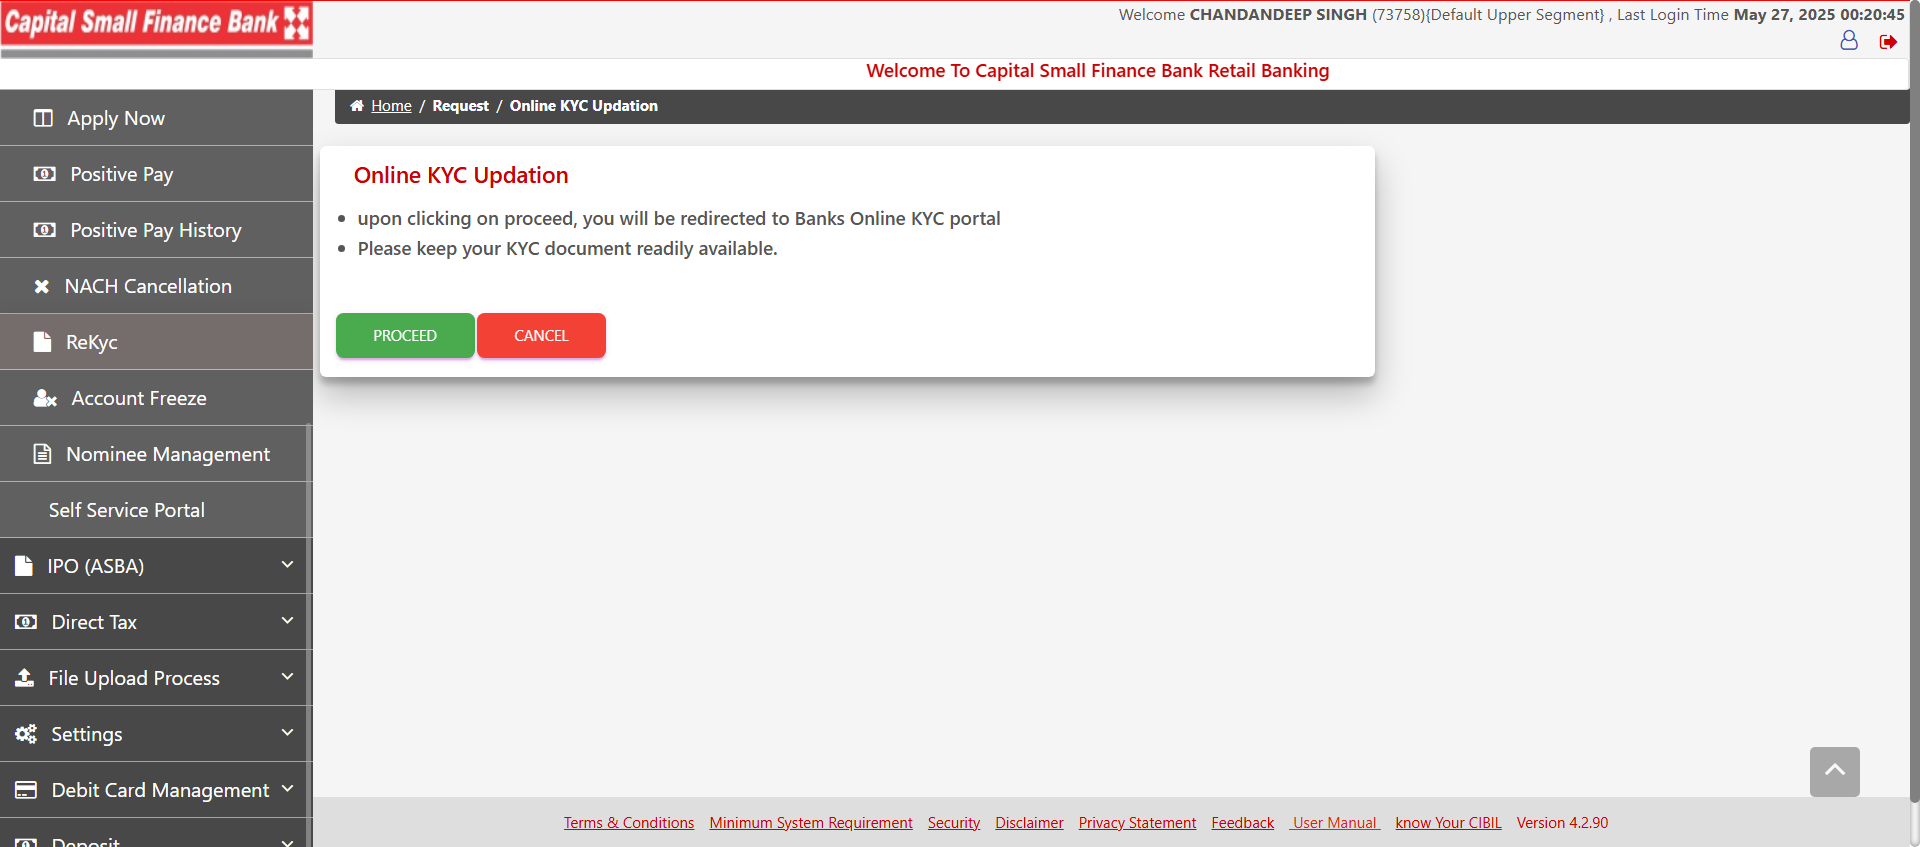 Capital Small Finance Bank
Welcome CHANDANDEEP SINGH (73758){Default Upper Segment} , Last Login Time May 27, 2025 00:20:45
Welcome To Capital Small Finance Bank Retail Banking
Home / Request / Online KYC Updation
Apply Now
Positive Pay
Positive Pay History
NACH Cancellation
ReKyc
Account Freeze
Nominee Management
Self Service Portal
IPO (ASBA)
Direct Tax
File Upload Process
Settings
Debit Card Management
Deposit
Online KYC Updation
upon clicking on proceed, you will be redirected to Banks Online KYC portal
Please keep your KYC document readily available.
PROCEED CANCEL
Terms & Conditions Minimum System Requirement Security Disclaimer Privacy Statement Feedback User Manual know Your CIBIL Version 4.2.90